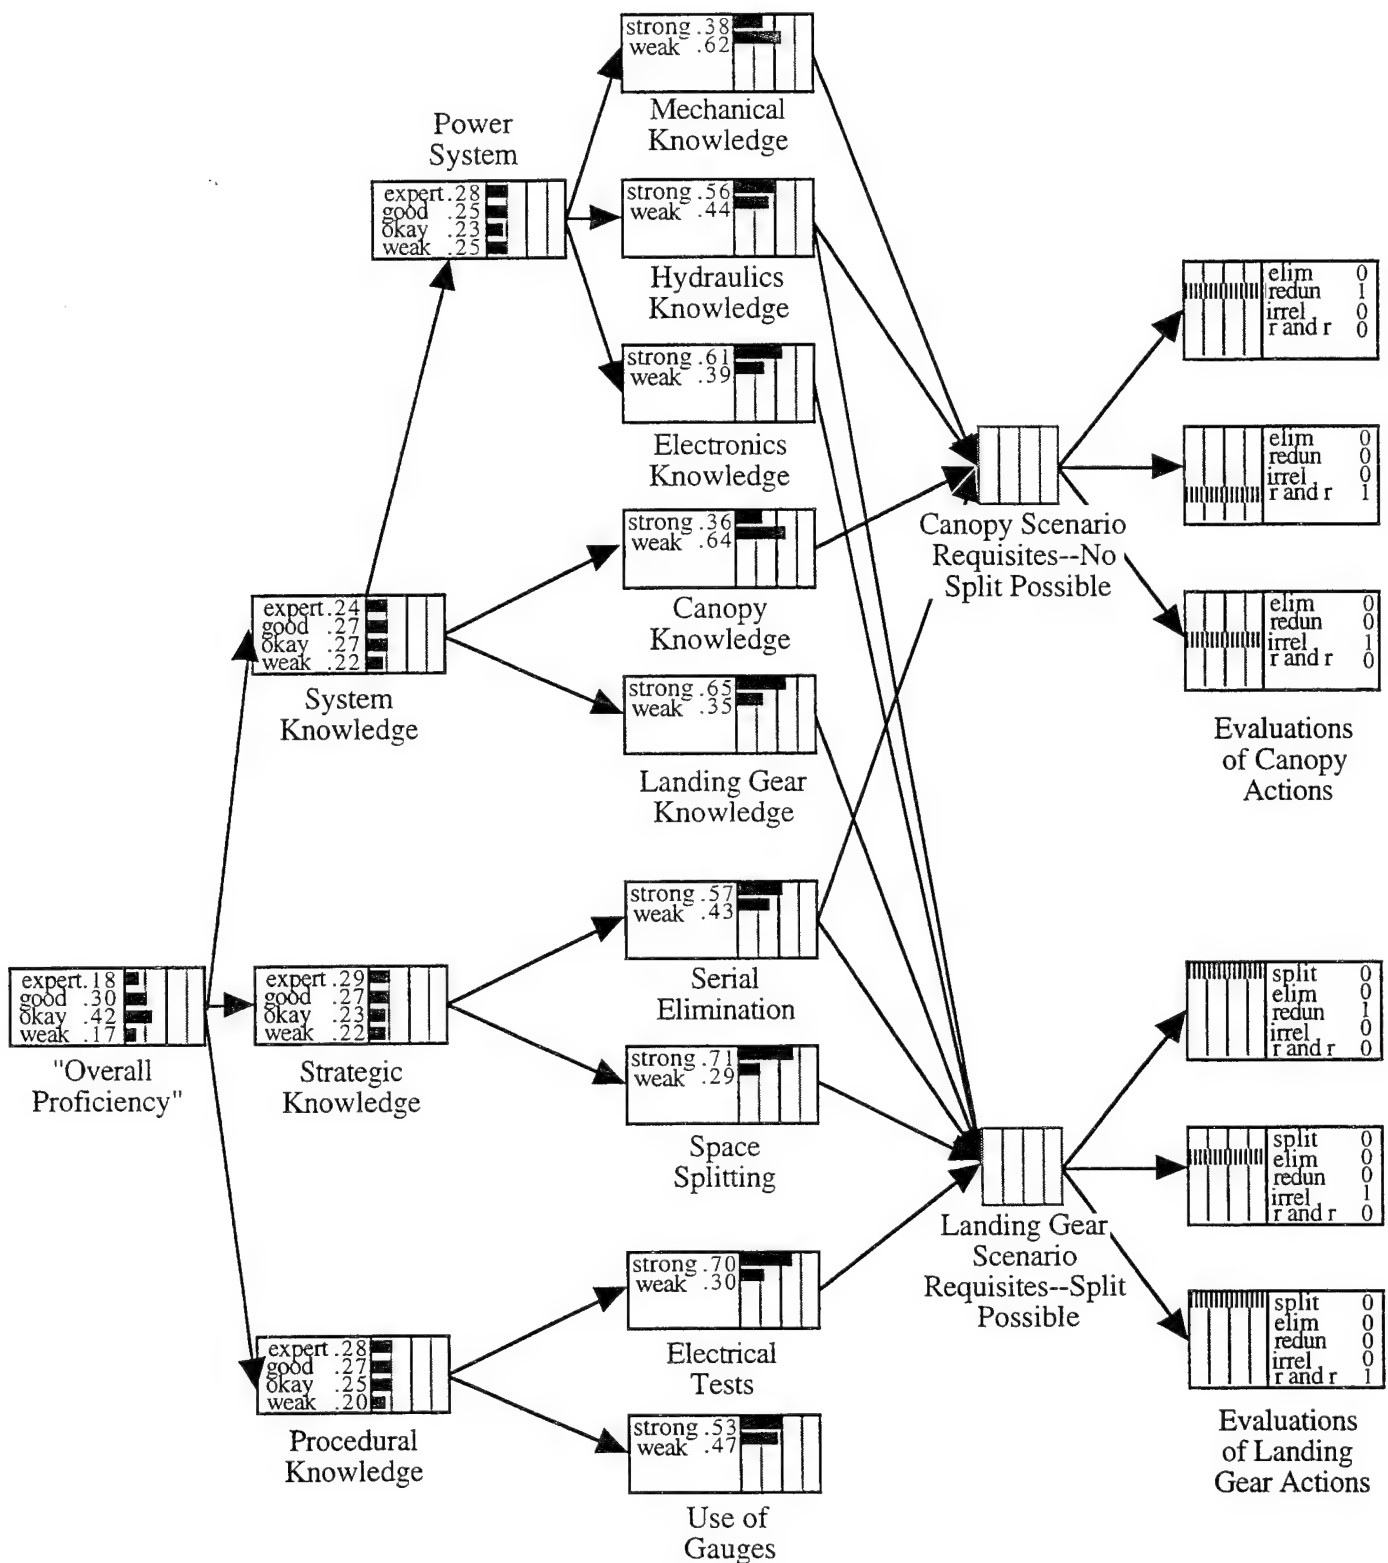 strong .38
weak .62
Mechanical
Knowledge
Power
System
expert .28
good .25
okay .23
weak .25
strong .56
weak .44
Hydraulics
Knowledge
strong .61
weak .39
Electronics
Knowledge
strong .36
weak .64
Canopy
Knowledge
expert .24
good .27
okay .27
weak .22
System
Knowledge
strong .65
weak .35
Landing Gear
Knowledge
strong .57
weak .43
Serial
Elimination
expert .18
good .30
okay .42
weak .17
"Overall
Proficiency"
expert .29
good .27
okay .23
weak .22
Strategic
Knowledge
strong .71
weak .29
Space
Splitting
strong .70
weak .30
Electrical
Tests
expert .28
good .27
okay .25
weak .20
Procedural
Knowledge
strong .53
weak .47
Use of
Gauges
Canopy Scenario
Requisites--No
Split Possible
Landing Gear
Scenario
Requisites--Split
Possible
elim 0
redun 1
irrel 0
r and r 0
elim 0
redun 0
irrel 0
r and r 1
elim 0
redun 0
irrel 1
r and r 0
Evaluations
of Canopy
Actions
split 0
elim 0
redun 1
irrel 0
r and r 0
split 0
elim 0
redun 0
irrel 1
r and r 0
split 0
elim 0
redun 0
irrel 0
r and r 1
Evaluations
of Landing
Gear Actions